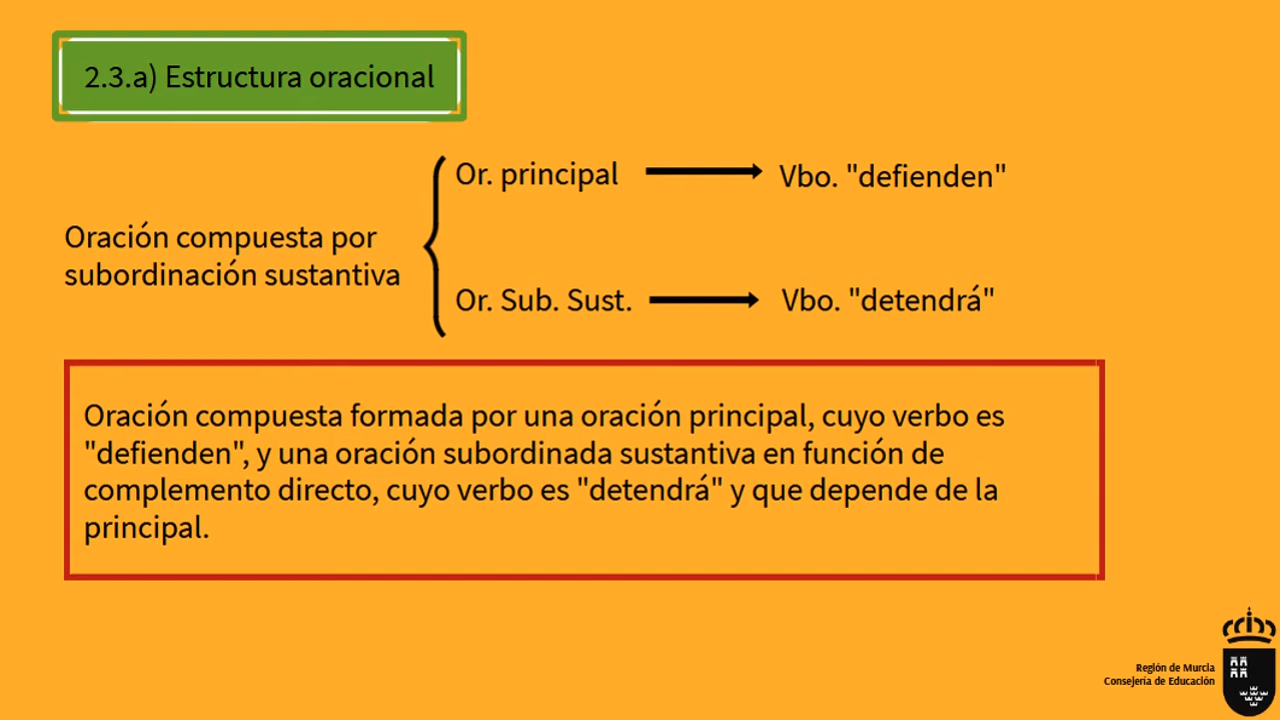 2.3.a) Estructura oracional
Or. principal
Vbo. "defienden"
Oración compuesta por
subordinación sustantiva
Or. Sub. Sust.
Vbo. "detendrá"
Oración compuesta formada por una oración principal, cuyo verbo es
"defienden", y una oración subordinada sustantiva en función de
complemento directo, cuyo verbo es "detendrá" y que depende de la
principal.
Región de Murcia
Consejería de Educación